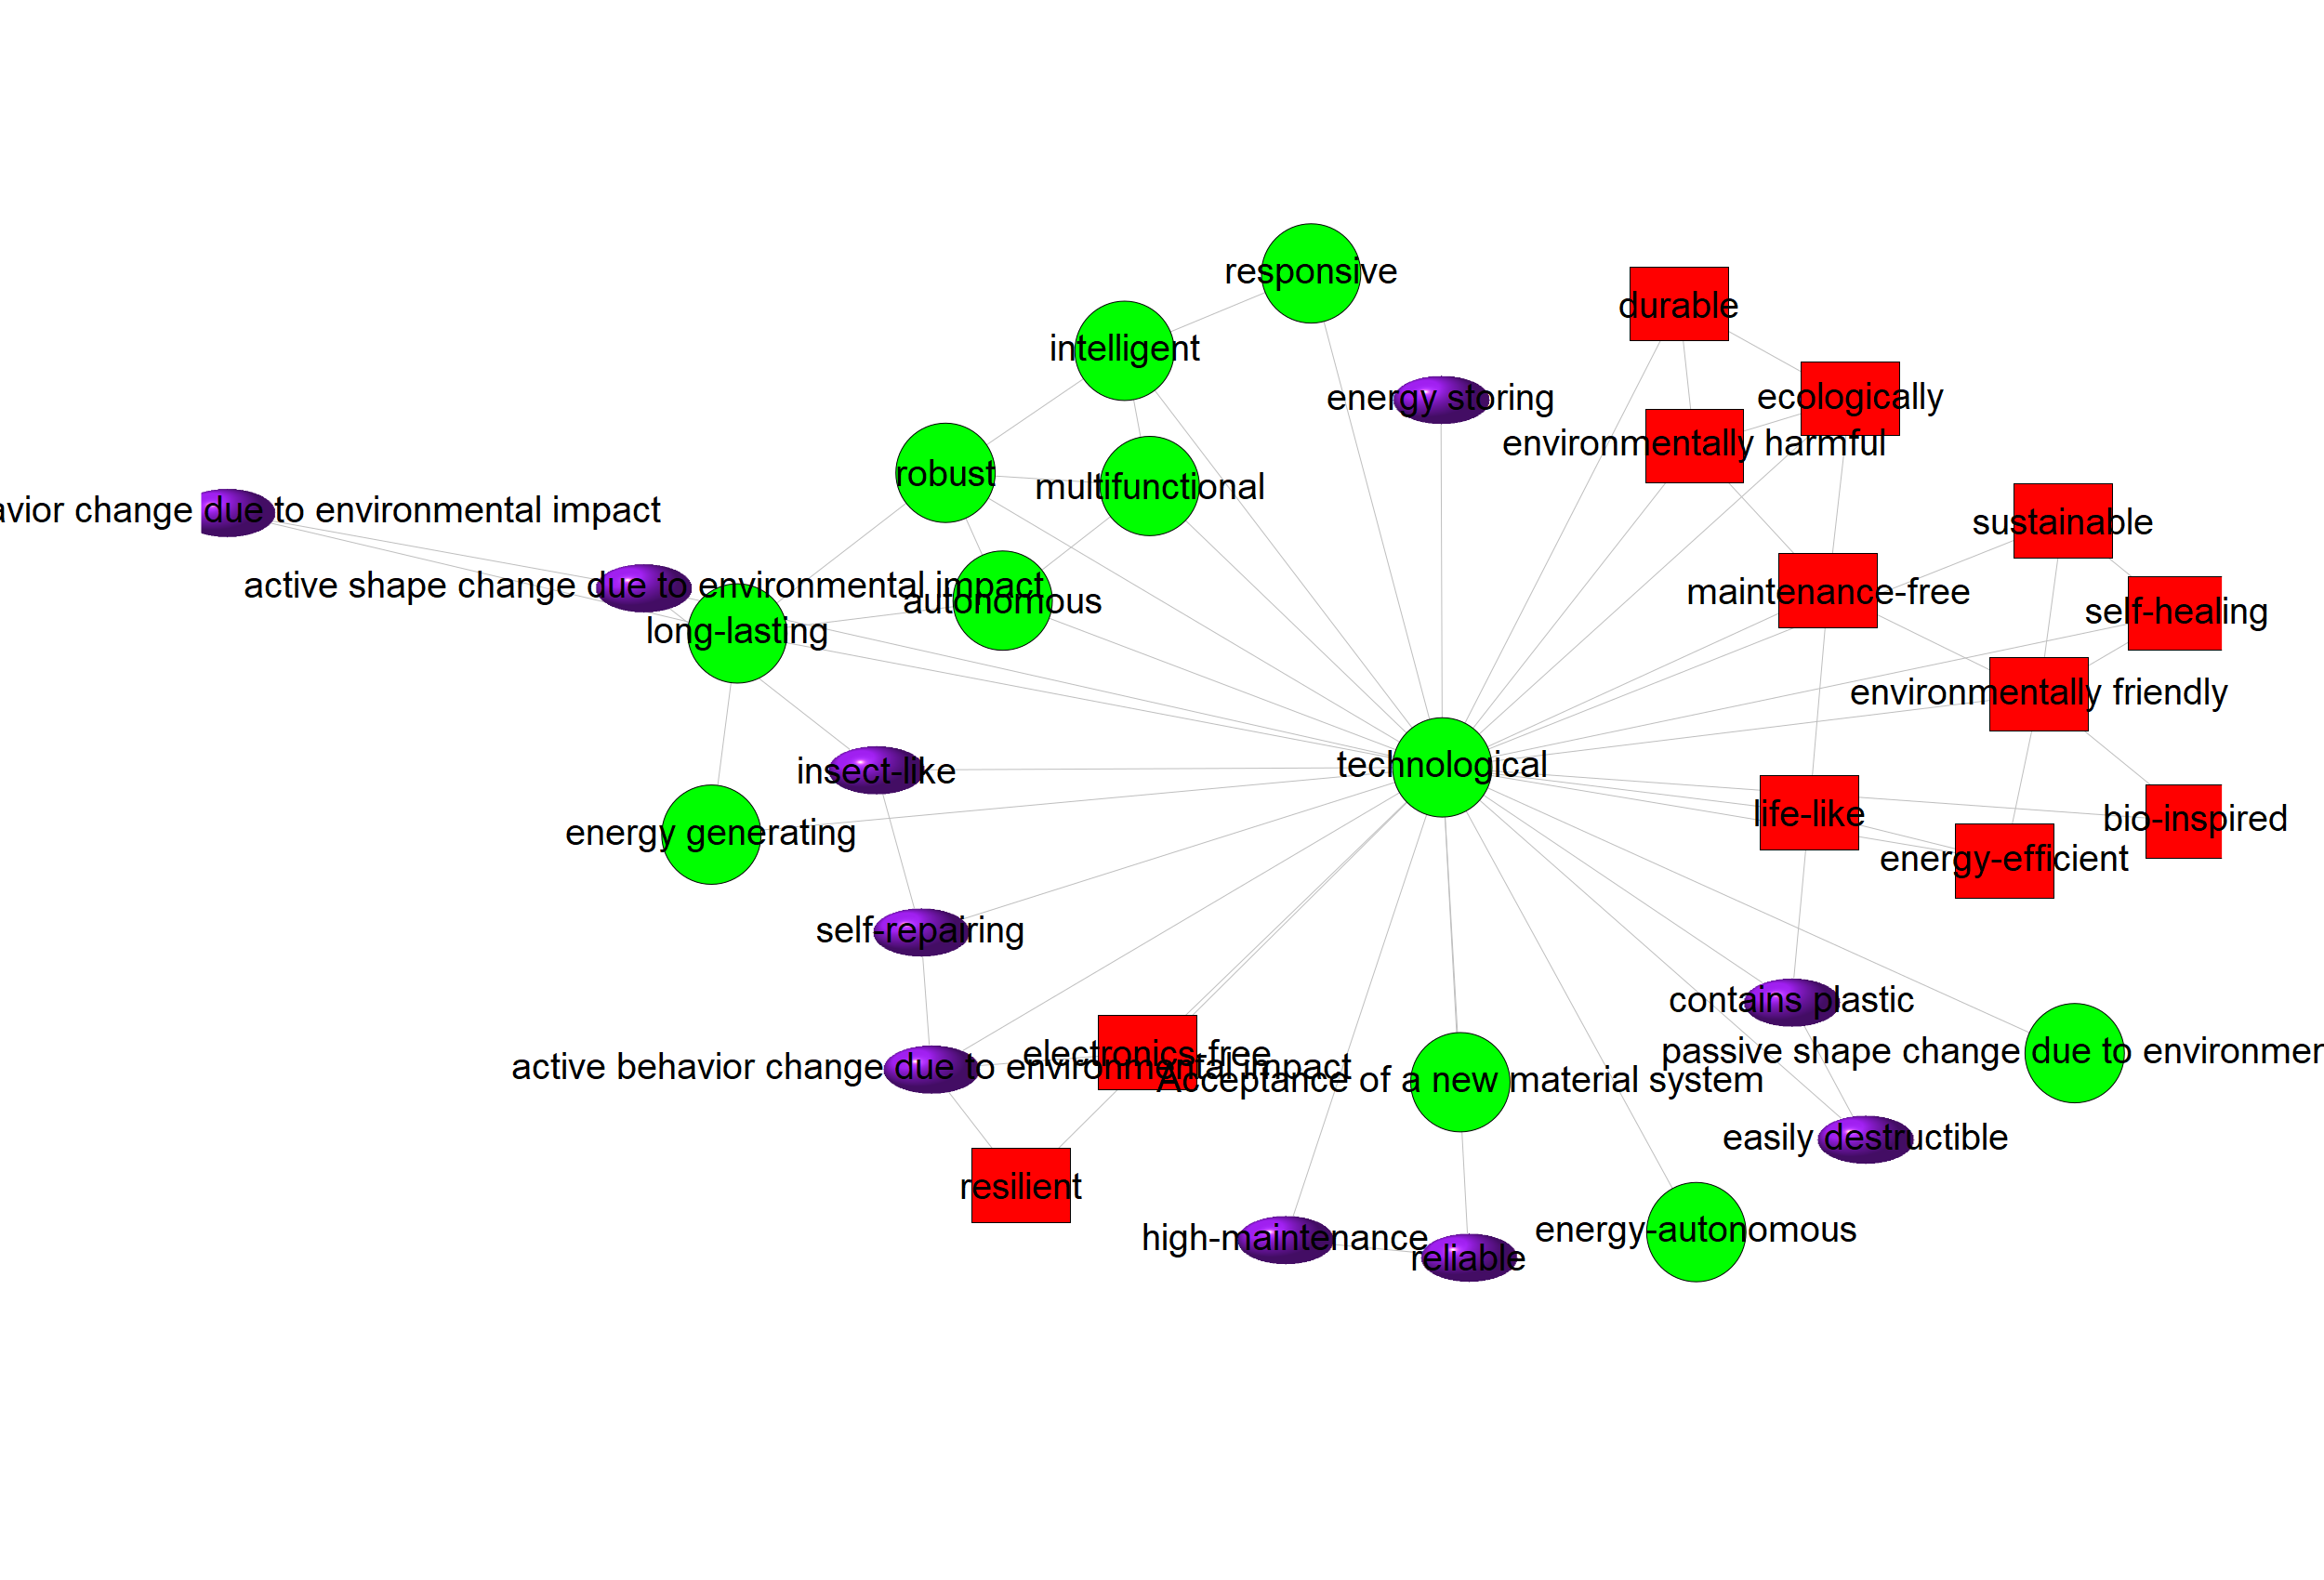 responsive
durable
intelligent
energy storing
ecologically
environmentally harmful
robust
multifunctional
change due to environmental impact
sustainable
active shape change due to environmental impact
autonomous
maintenance-free
self-healing
long-lasting
environmentally friendly
technological
insect-like
life-like
bio-inspired
energy generating
energy-efficient
self-repairing
contains plastic
electronics-free
passive shape change due to
active behavior change due to environmental impact
Acceptance of a new material system
easily destructible
resilient
high-maintenance
energy-autonomous
reliable